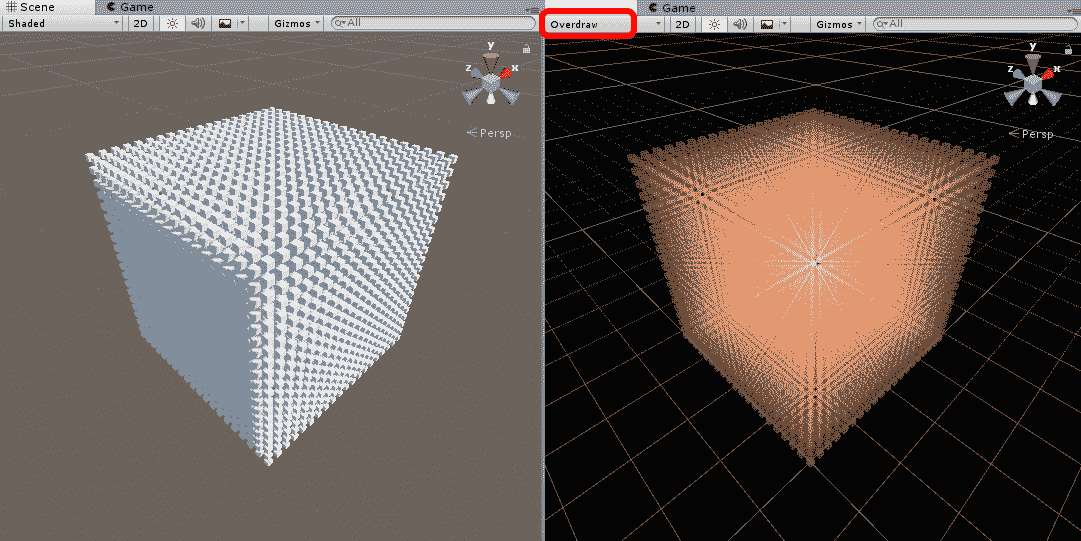 Scene Game
Shaded 2D Gizmos All
y
z x
Persp
Game
Overdraw 2D Gizmos All
y
z x
Persp